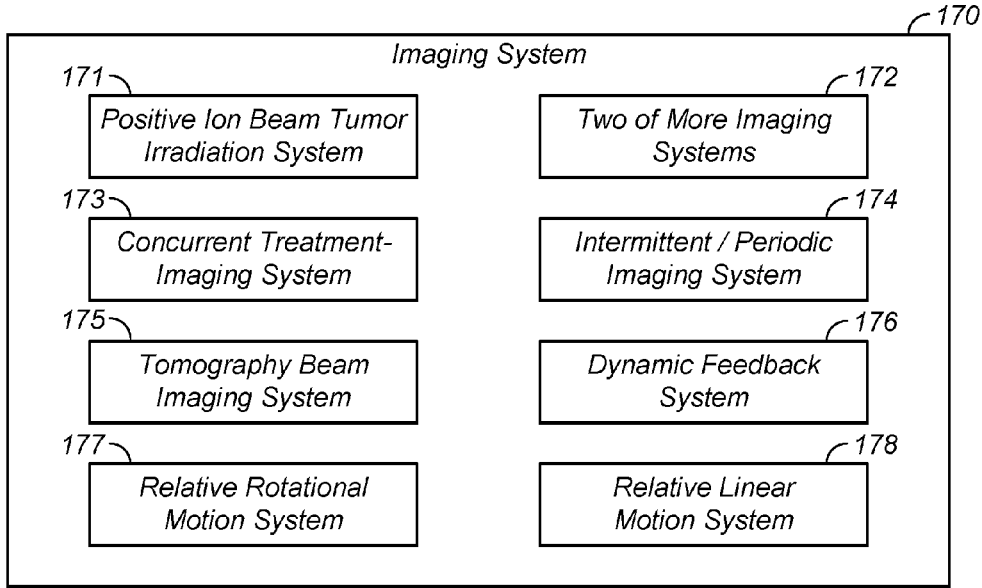 170
Imaging System
171
Positive Ion Beam Tumor
Irradiation System
172
Two of More Imaging
Systems
173
Concurrent Treatment-
Imaging System
174
Intermittent / Periodic
Imaging System
175
Tomography Beam
Imaging System
176
Dynamic Feedback
System
177
Relative Rotational
Motion System
178
Relative Linear
Motion System